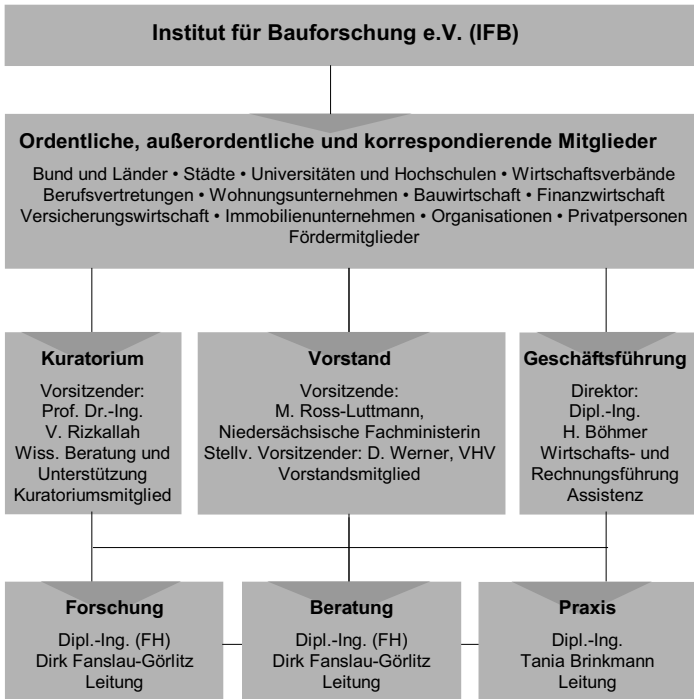 Institut für Bauforschung e.V. (IFB)
Ordentliche, außerordentliche und korrespondierende Mitglieder
Bund und Länder • Städte • Universitäten und Hochschulen • Wirtschaftsverbände
Berufsvertretungen • Wohnungsunternehmen • Bauwirtschaft • Finanzwirtschaft
Versicherungswirtschaft • Immobilienunternehmen • Organisationen • Privatpersonen
Fördermitglieder
Kuratorium
Vorsitzender:
Prof. Dr.-Ing.
V. Rizkallah
Wiss. Beratung und
Unterstützung
Kuratoriumsmitglied
Vorstand
Vorsitzende:
M. Ross-Luttmann,
Niedersächsische Fachministerin
Stellv. Vorsitzender: D. Werner, VHV
Vorstandsmitglied
Geschäftsführung
Direktor:
Dipl.-Ing.
H. Böhmer
Wirtschafts- und
Rechnungsführung
Assistenz
Forschung
Dipl.-Ing. (FH)
Dirk Fanslau-Görlitz
Leitung
Beratung
Dipl.-Ing. (FH)
Dirk Fanslau-Görlitz
Leitung
Praxis
Dipl.-Ing.
Tania Brinkmann
Leitung